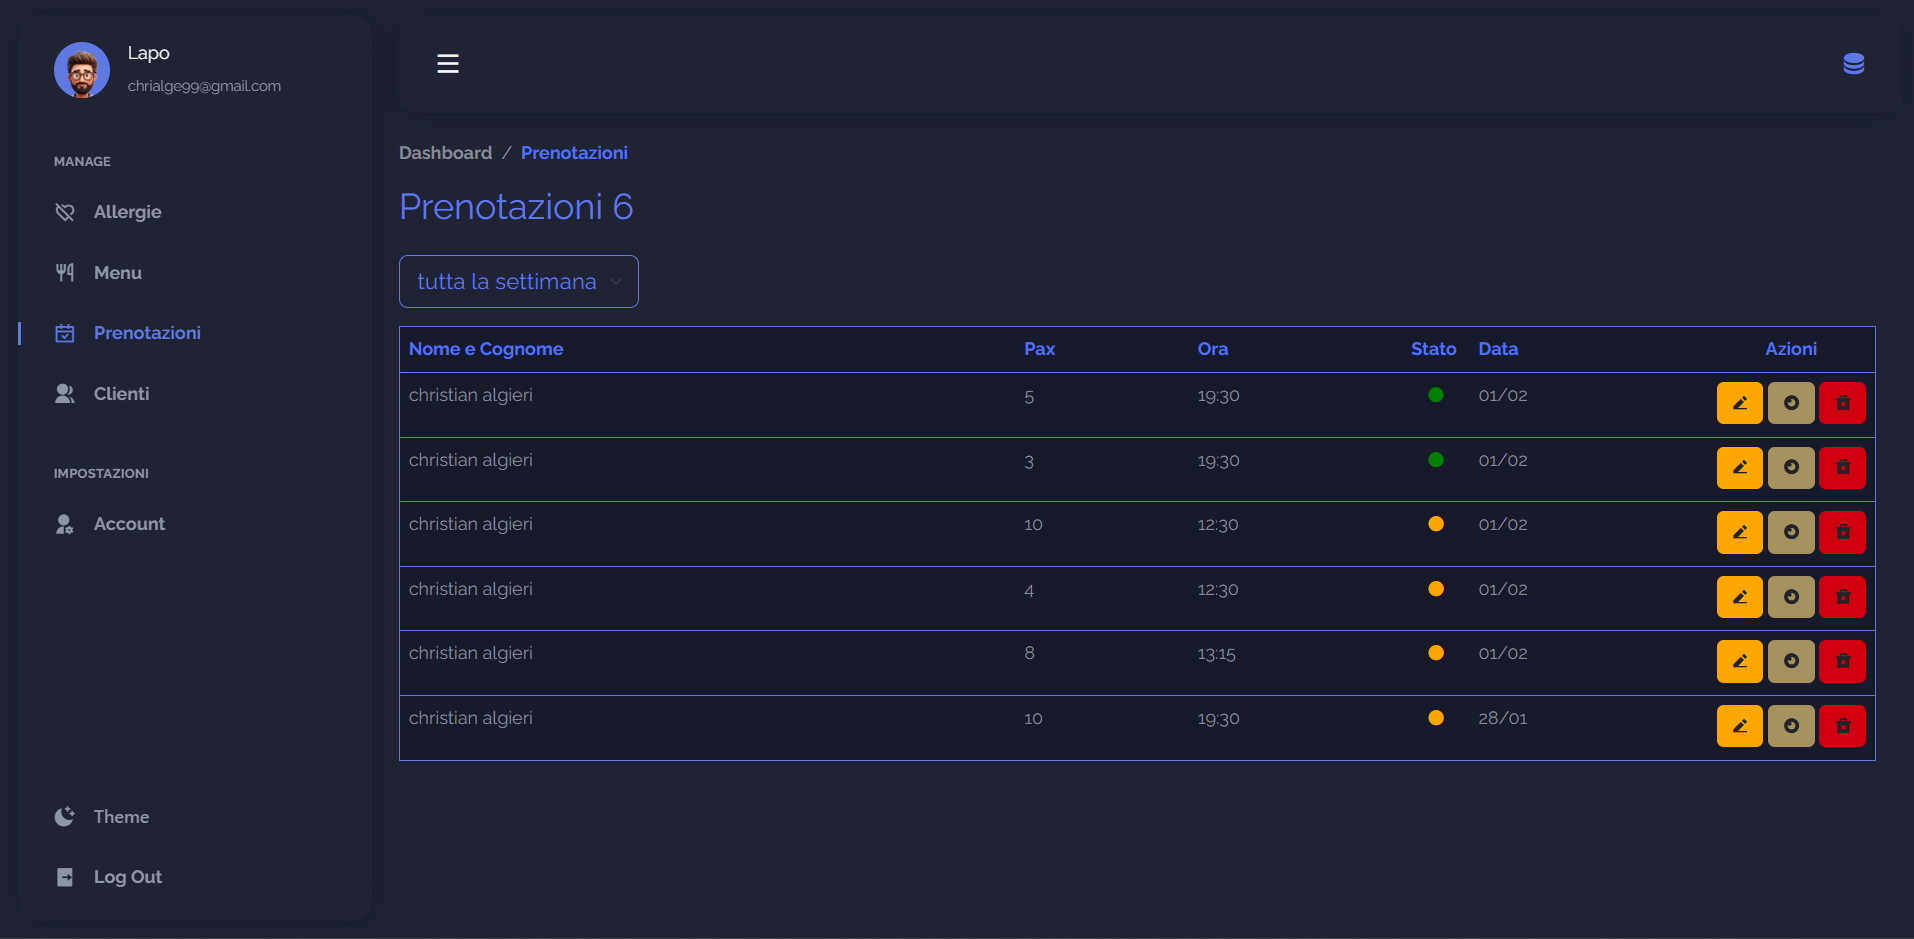 Lapo
chrialge99@gmail.com
MANAGE
Allergie
Menu
Prenotazioni
Clienti
IMPOSTAZIONI
Account
Theme
Log Out
Dashboard / Prenotazioni
Prenotazioni 6
tutta la settimana
Nome e Cognome Pax Ora Stato Data Azioni
christian algieri 5 19:30 01/02
christian algieri 3 19:30 01/02
christian algieri 10 12:30 01/02
christian algieri 4 12:30 01/02
christian algieri 8 13:15 01/02
christian algieri 10 19:30 28/01